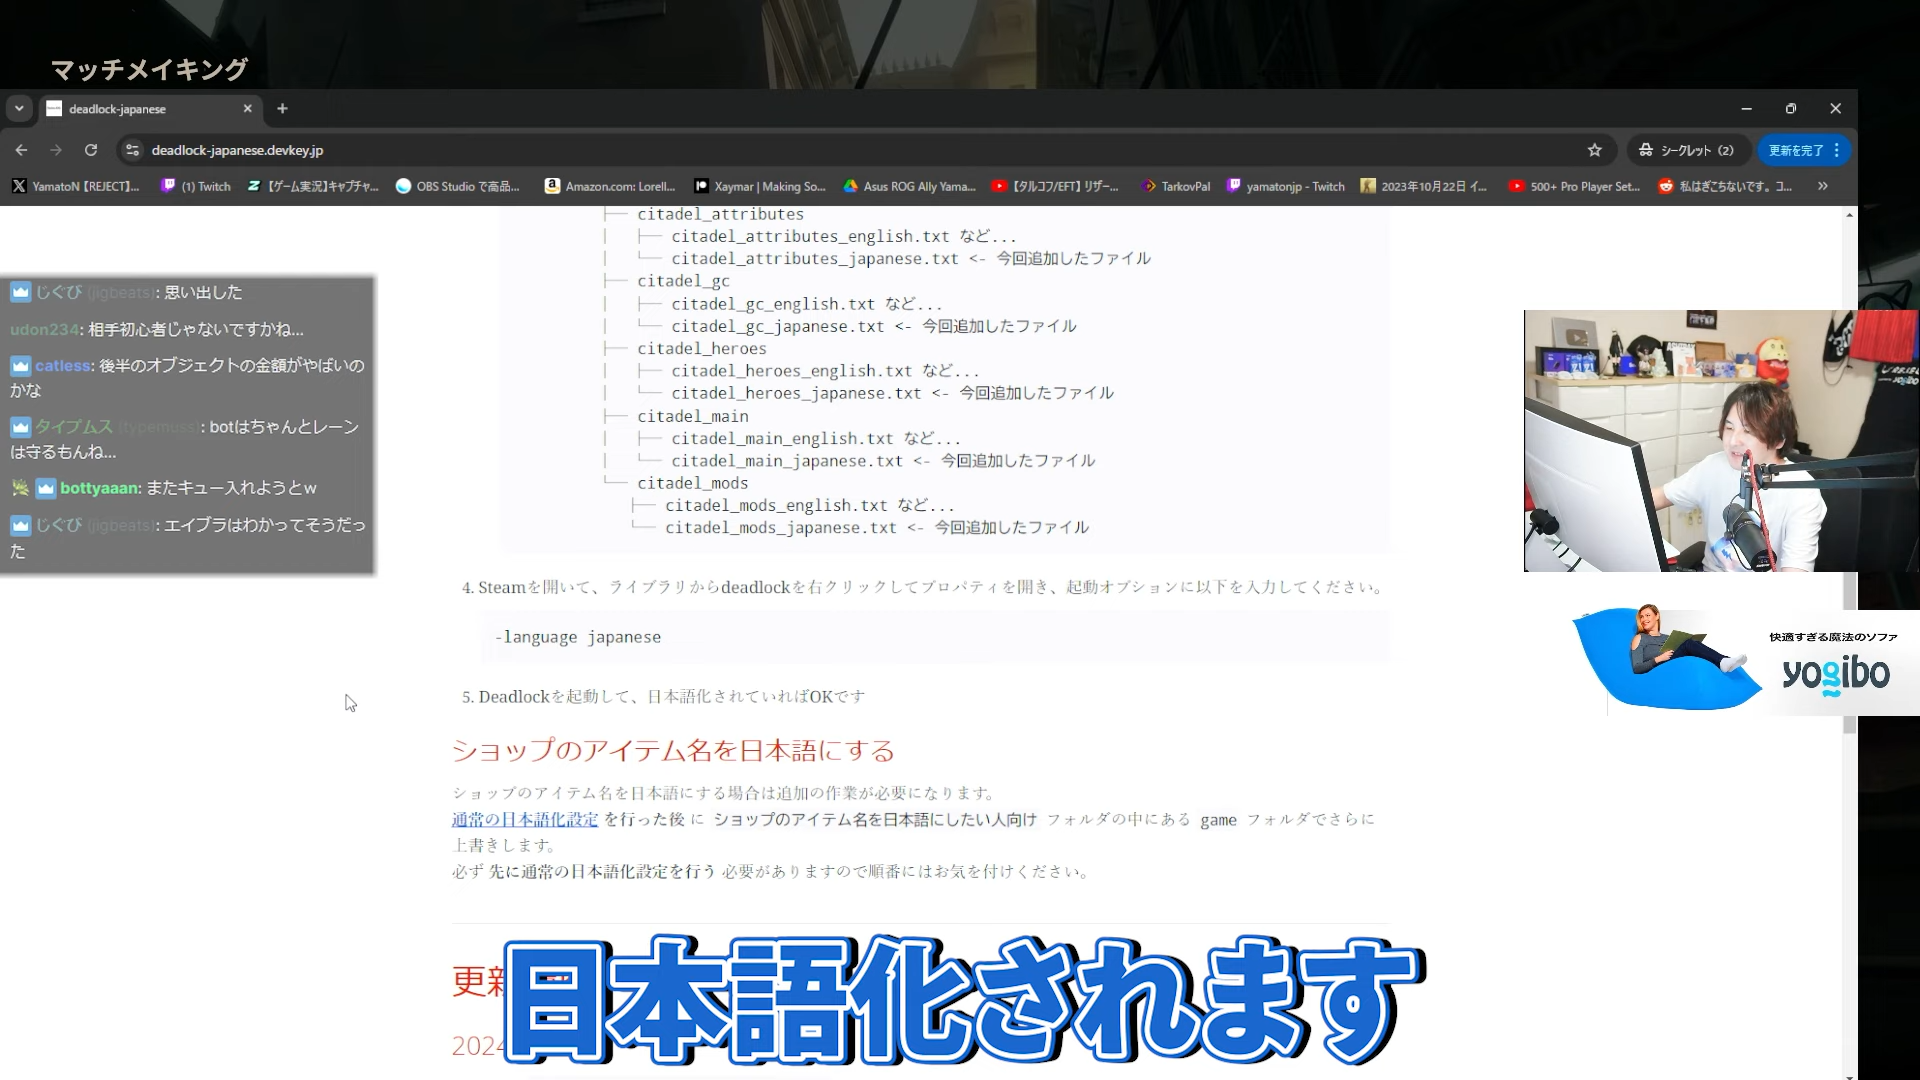 マッチメイキング
deadlock-japanese
deadlock-japanese.devkey.jp
シークレット (2)
更新を完了
YamatoN【REJECT】...
(1) Twitch
【ゲーム実況】キャプチャ...
OBS Studio で商品...
Amazon.com: Lorell...
Xaymar | Making So...
Asus ROG Ally Yama...
【タルコフ/EFT】リザー...
TarkovPal
yamatonjp - Twitch
2023年10月22日 イ...
500+ Pro Player Set...
私はぎこちないです。コ...
├── citadel_attributes
│ ├── citadel_attributes_english.txt など...
│ └── citadel_attributes_japanese.txt <- 今回追加したファイル
├── citadel_gc
│ ├── citadel_gc_english.txt など...
│ └── citadel_gc_japanese.txt <- 今回追加したファイル
├── citadel_heroes
│ ├── citadel_heroes_english.txt など...
│ └── citadel_heroes_japanese.txt <- 今回追加したファイル
├── citadel_main
│ ├── citadel_main_english.txt など...
│ └── citadel_main_japanese.txt <- 今回追加したファイル
└── citadel_mods
├── citadel_mods_english.txt など...
└── citadel_mods_japanese.txt <- 今回追加したファイル
4. Steamを開いて、ライブラリからdeadlockを右クリックしてプロパティを開き、起動オプションに以下を入力してください。
-language japanese
5. Deadlockを起動して、日本語化されていればOKです
ショップのアイテム名を日本語にする
ショップのアイテム名を日本語にする場合は追加の作業が必要になります。
通常の日本語化設定 を行った後 に ショップのアイテム名を日本語にしたい人向け フォルダの中にある game フォルダでさらに
上書きします。
必ず 先に通常の日本語化設定を行う 必要がありますので順番にはお気を付けください。
更新
2024
じぐび (jigbeats): 思い出した
udon234: 相手初心者じゃないですかね...
catless: 後半のオブジェクトの金額がやばいの
かな
タイプムス (typemuss): botはちゃんとレーン
は守るもんね...
bottyaaan: またキュー入れようとw
じぐび (jigbeats): エイブラはわかってそうだっ
た
快適すぎる魔法のソファ
yogibo
日本語化されます